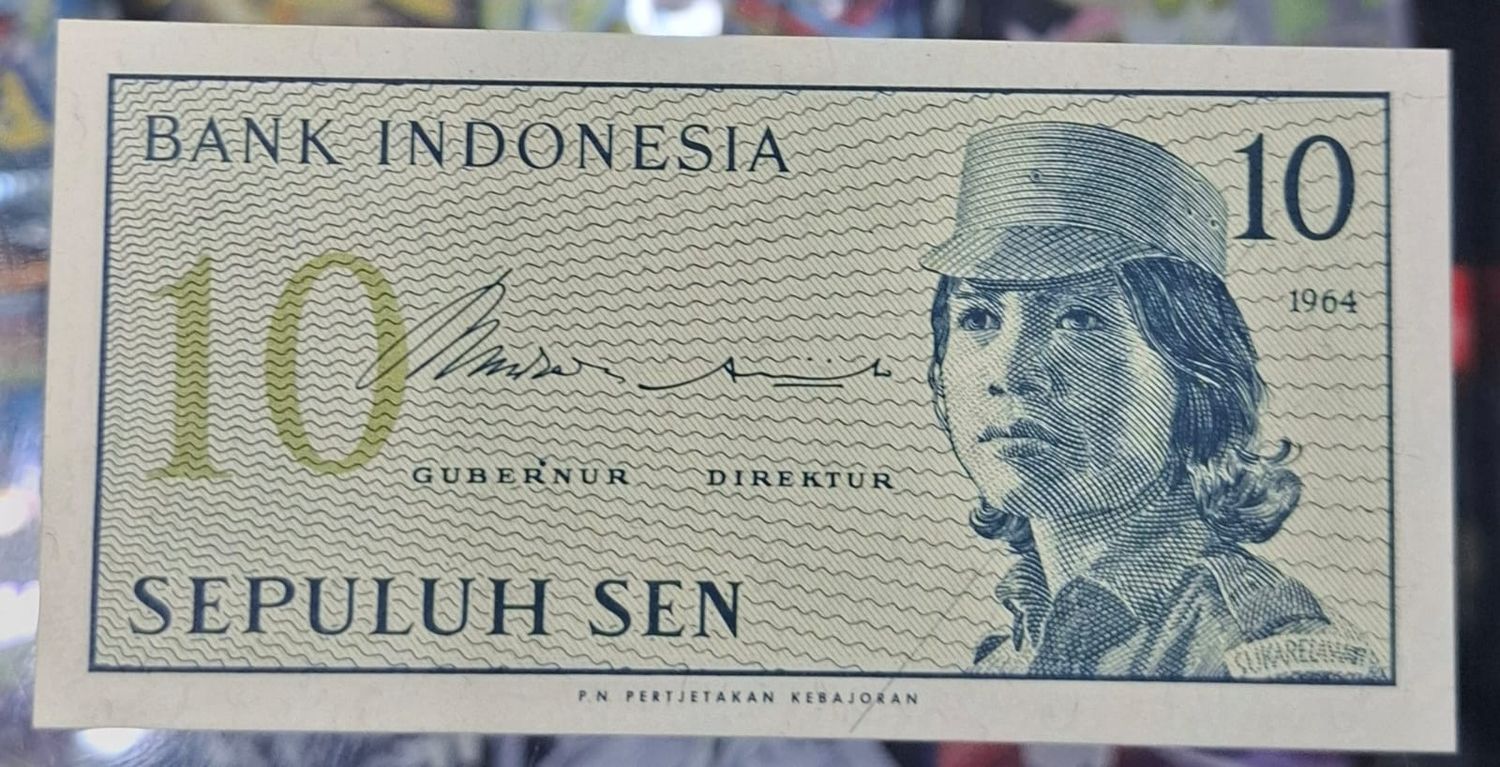 BANK INDONESIA
10
1964
10
GUBERNUR DIREKTUR
SEPULUH SEN
SUKARELAWATI
P.N. PERTJETAKAN KEBAJORAN